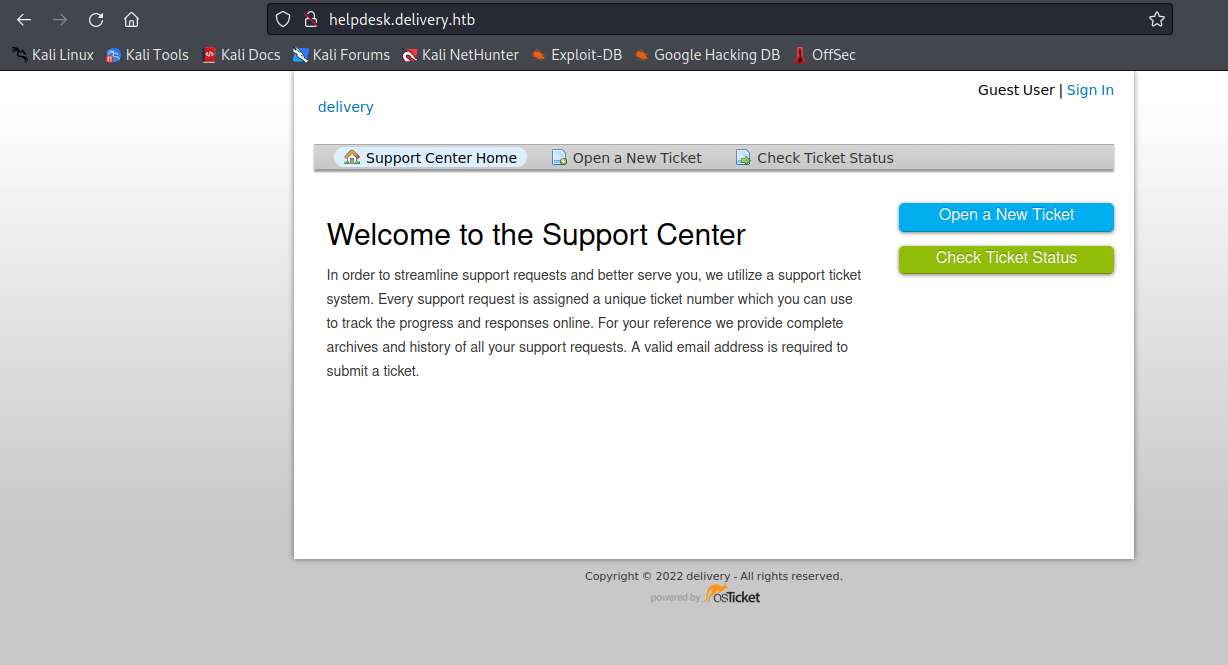 helpdesk.delivery.htb
Kali Linux Kali Tools Kali Docs Kali Forums Kali NetHunter Exploit-DB Google Hacking DB OffSec
Guest User | Sign In
delivery
Support Center Home Open a New Ticket Check Ticket Status
Open a New Ticket
Welcome to the Support Center
Check Ticket Status
In order to streamline support requests and better serve you, we utilize a support ticket
system. Every support request is assigned a unique ticket number which you can use
to track the progress and responses online. For your reference we provide complete
archives and history of all your support requests. A valid email address is required to
submit a ticket.
Copyright © 2022 delivery - All rights reserved.
powered by osTicket